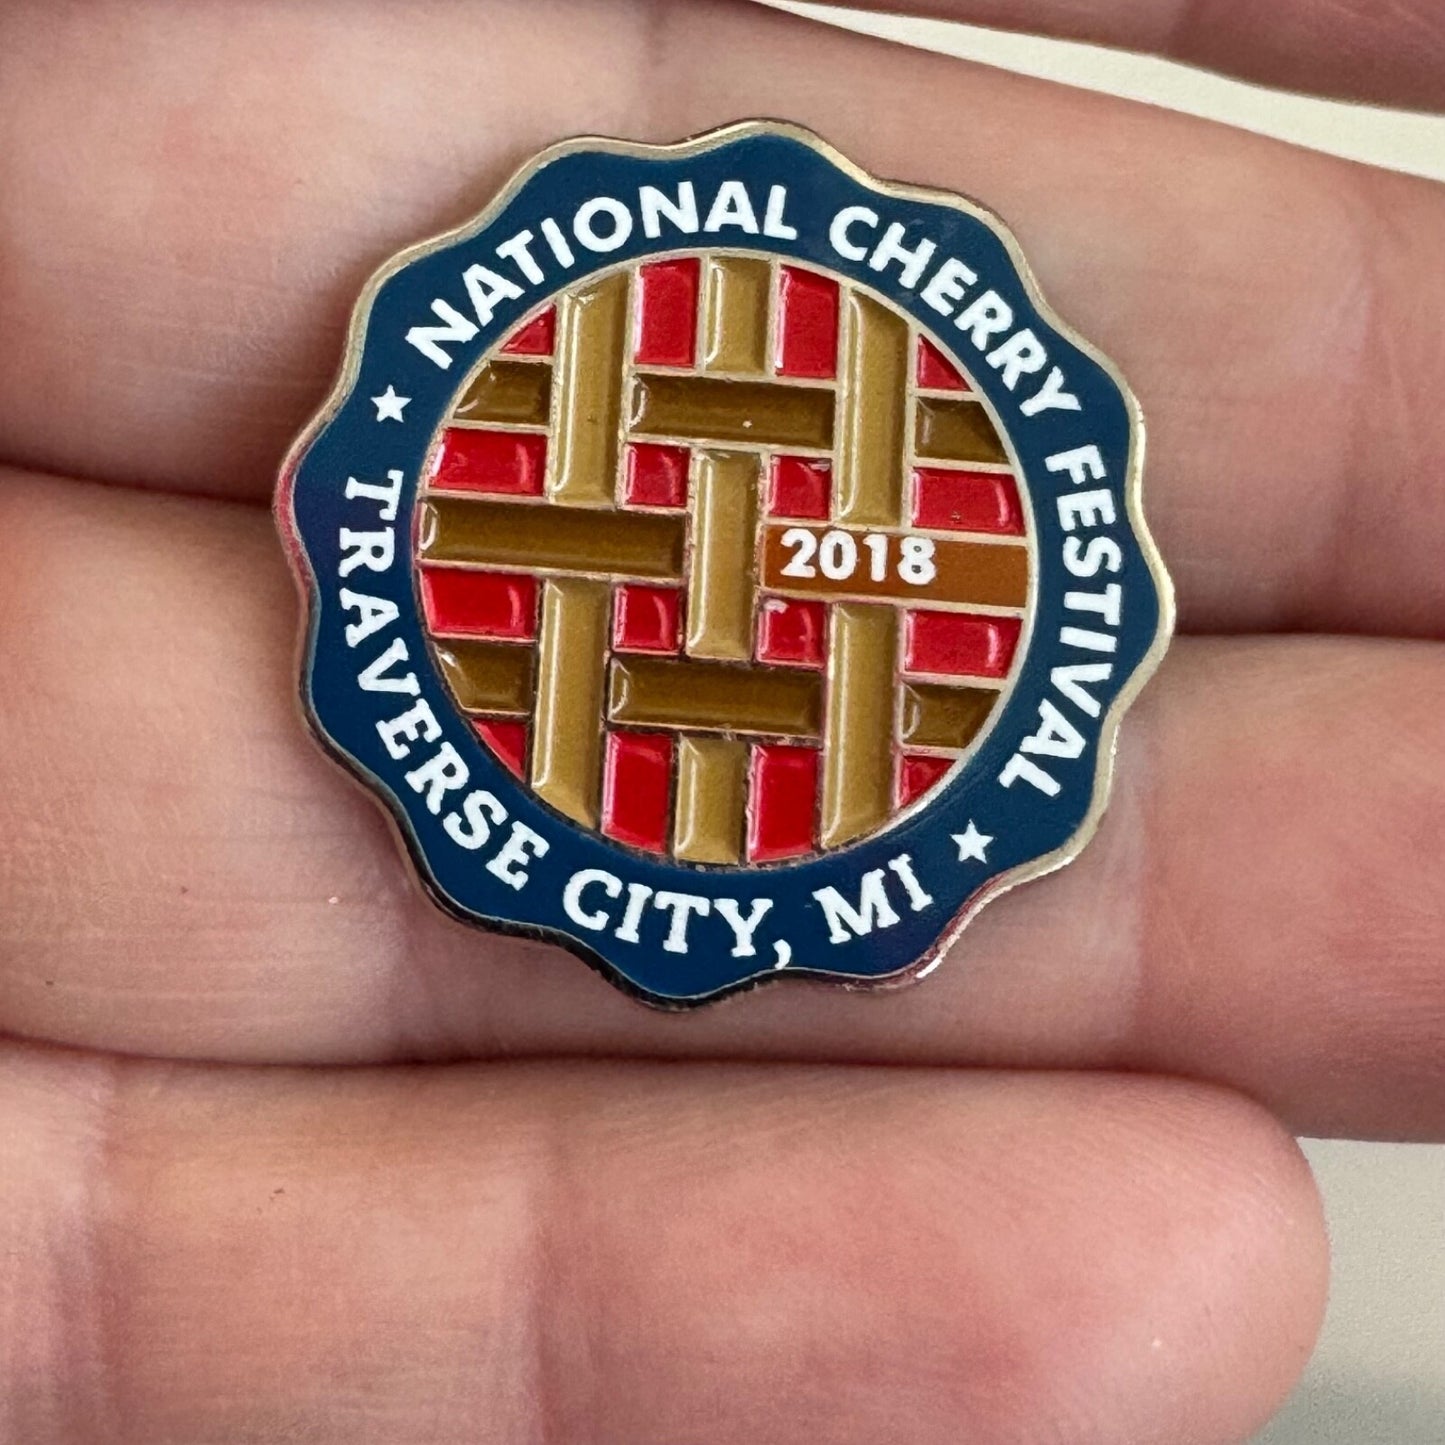 NATIONAL CHERRY FESTIVAL
2018
TRAVERSE CITY, MI